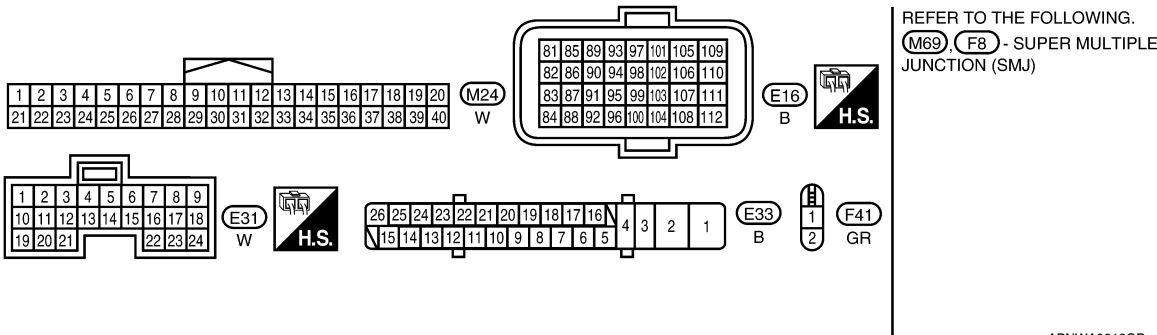 1 2 3 4 5 6 7 8 9 10 11 12 13 14 15 16 17 18 19 20
21 22 23 24 25 26 27 28 29 30 31 32 33 34 35 36 37 38 39 40
M24
W
81 85 89 93 97 101 105 109
82 86 90 94 98 102 106 110
83 87 91 95 99 103 107 111
84 88 92 96 100 104 108 112
E16
B
H.S.
REFER TO THE FOLLOWING.
M69, F8 - SUPER MULTIPLE
JUNCTION (SMJ)
1 2 3 4 5 6 7 8 9
10 11 12 13 14 15 16 17 18
19 20 21 22 23 24
E31
W
H.S.
26 25 24 23 22 21 20 19 18 17 16 4 3 2 1
15 14 13 12 11 10 9 8 7 6 5
E33
B
1
2
F41
GR